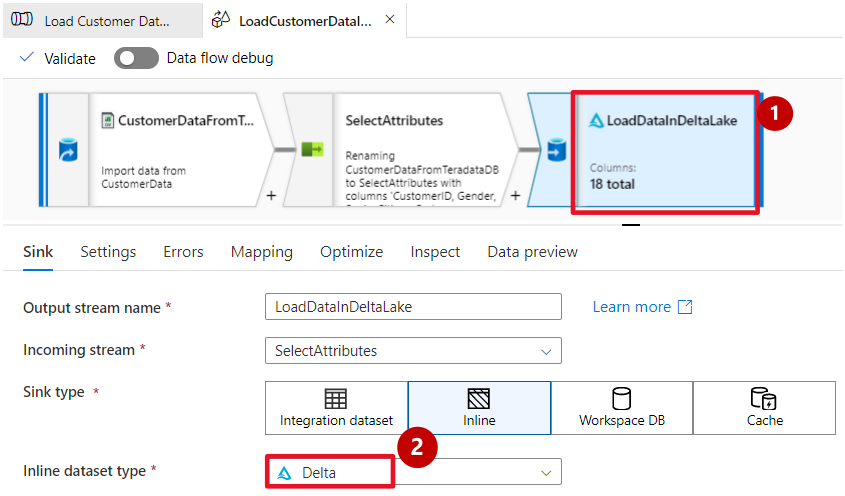 Load Customer Dat...
LoadCustomerDataI...
Validate
Data flow debug
CustomerDataFromT...
Import data from
CustomerData
+
SelectAttributes
Renaming
CustomerDataFromTeradataDB
to SelectAttributes with
columns 'CustomerID, Gender,
+
LoadDataInDeltaLake
Columns:
18 total
1
Sink Settings Errors Mapping Optimize Inspect Data preview
Output stream name *
LoadDataInDeltaLake
Learn more
Incoming stream *
SelectAttributes
Sink type *
Integration dataset
Inline
Workspace DB
Cache
2
Inline dataset type *
Delta